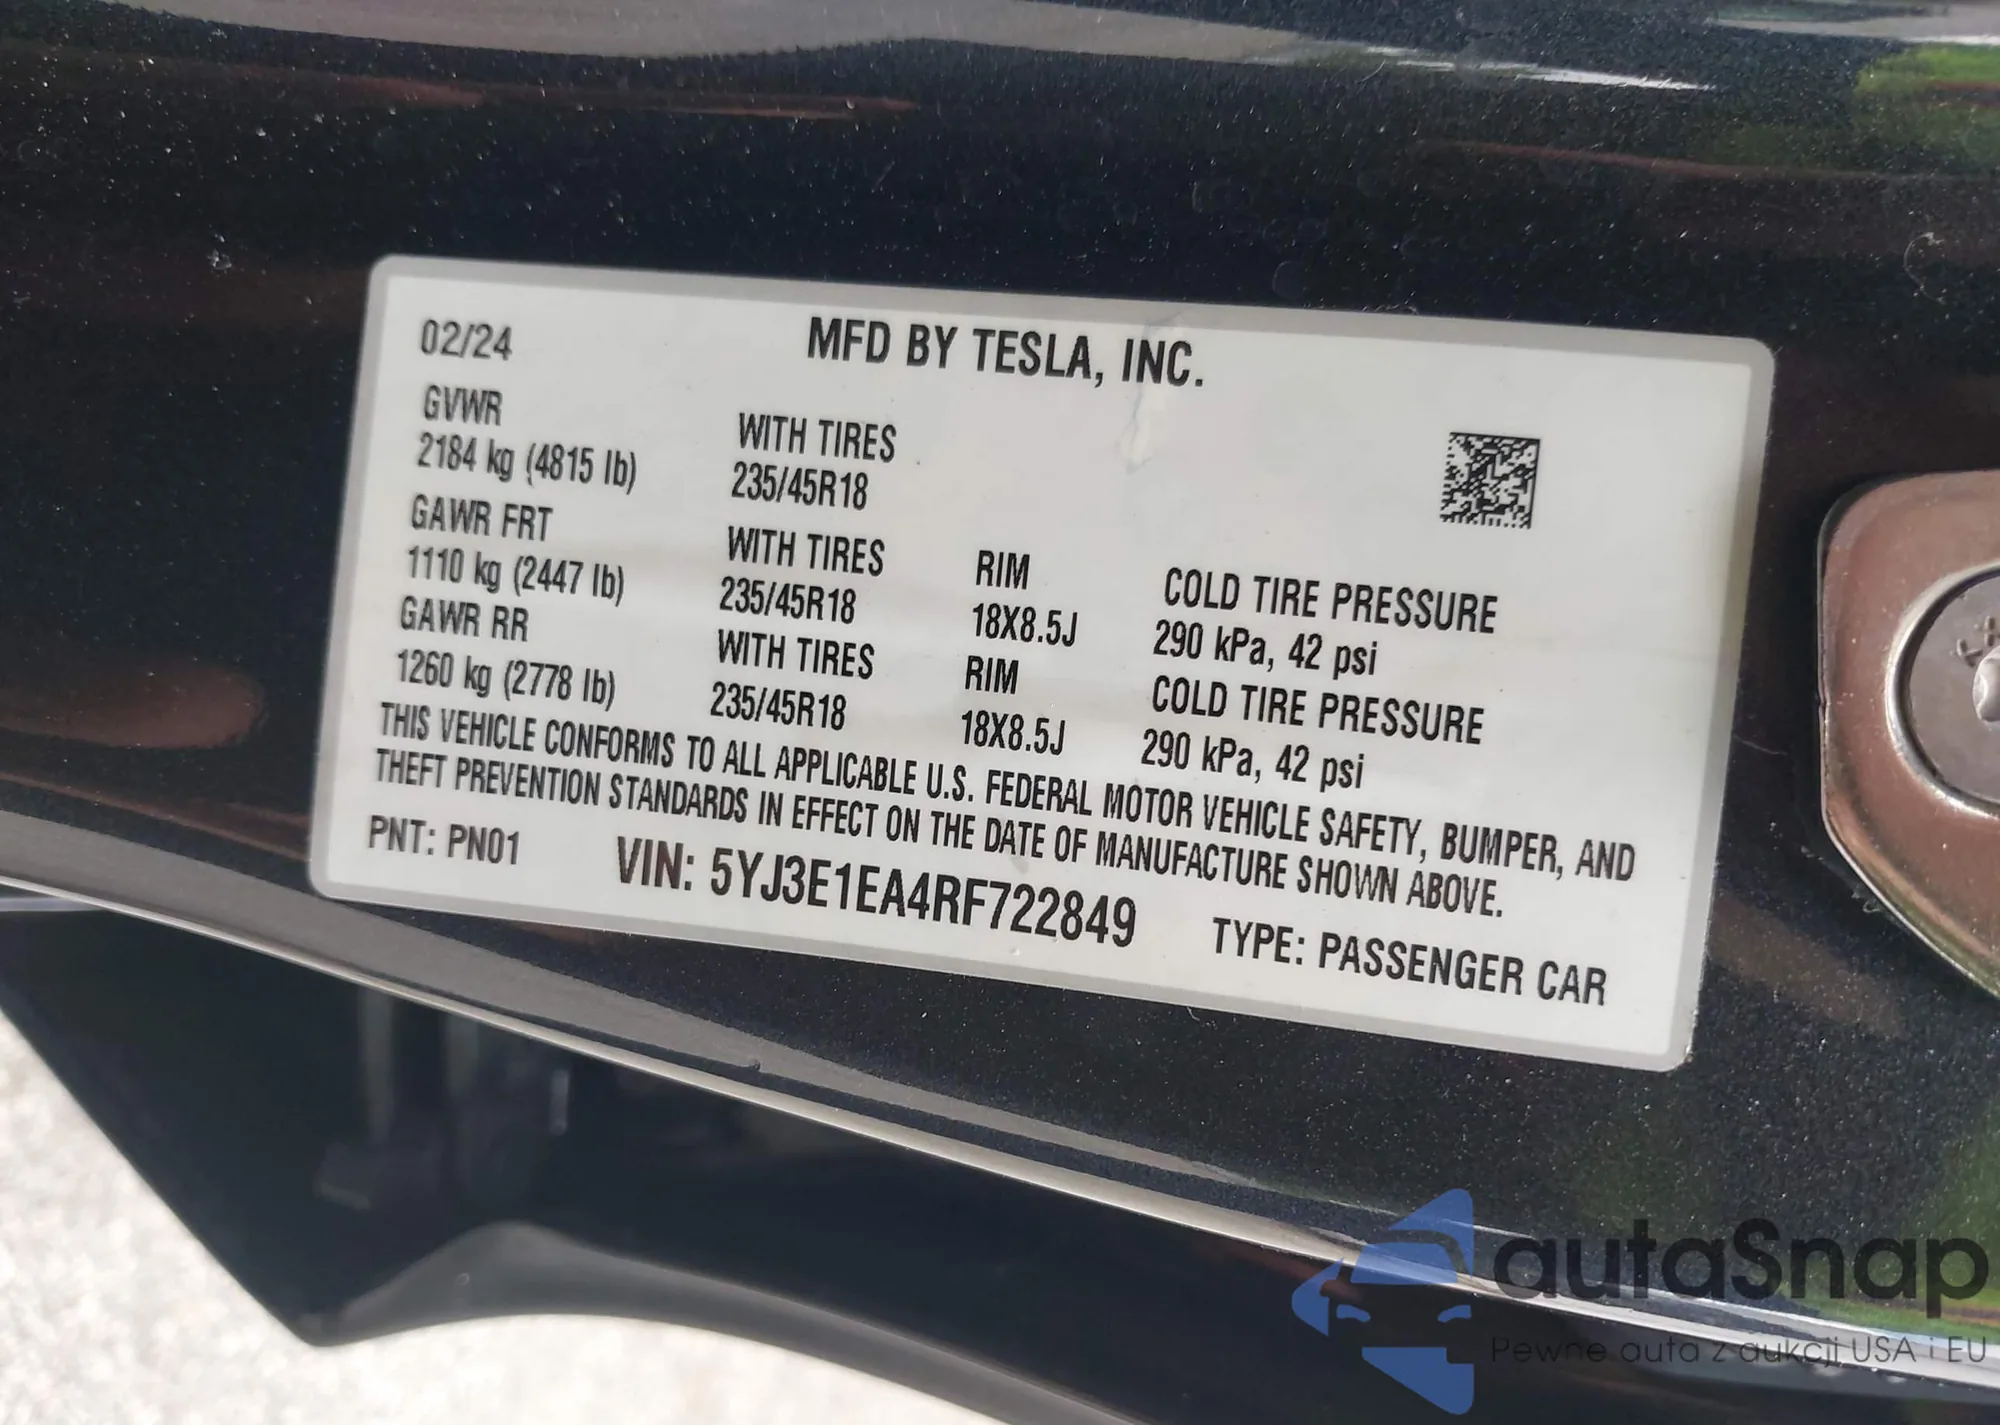 02/24
MFD BY TESLA, INC.
GVWR
2184 kg (4815 lb)
WITH TIRES
235/45R18
GAWR FRT
1110 kg (2447 lb)
WITH TIRES
235/45R18
RIM
18X8.5J
COLD TIRE PRESSURE
290 kPa, 42 psi
GAWR RR
1260 kg (2778 lb)
WITH TIRES
235/45R18
RIM
18X8.5J
COLD TIRE PRESSURE
290 kPa, 42 psi
THIS VEHICLE CONFORMS TO ALL APPLICABLE U.S. FEDERAL MOTOR VEHICLE SAFETY, BUMPER, AND
THEFT PREVENTION STANDARDS IN EFFECT ON THE DATE OF MANUFACTURE SHOWN ABOVE.
PNT: PN01
VIN: 5YJ3E1EA4RF722849
TYPE: PASSENGER CAR
autaSnap
Pewne auta z aukcji USA i EU